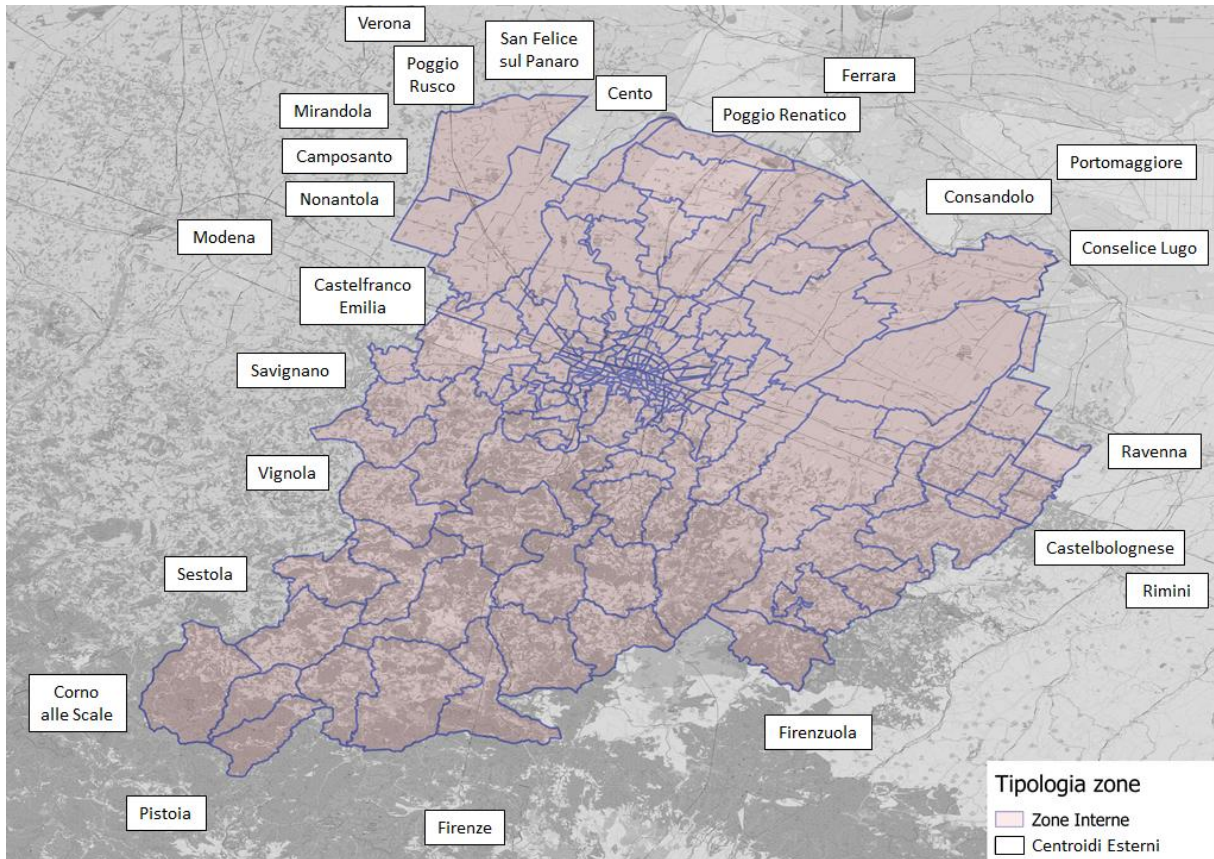 Verona
San Felice
sul Panaro
Poggio
Rusco
Ferrara
Cento
Mirandola
Poggio Renatico
Camposanto
Portomaggiore
Nonantola
Consandolo
Modena
Conselice Lugo
Castelfranco
Emilia
Savignano
Vignola
Ravenna
Castelbolognese
Sestola
Rimini
Corno
alle Scale
Firenzuola
Pistoia
Firenze
Tipologia zone
Zone Interne
Centroidi Esterni